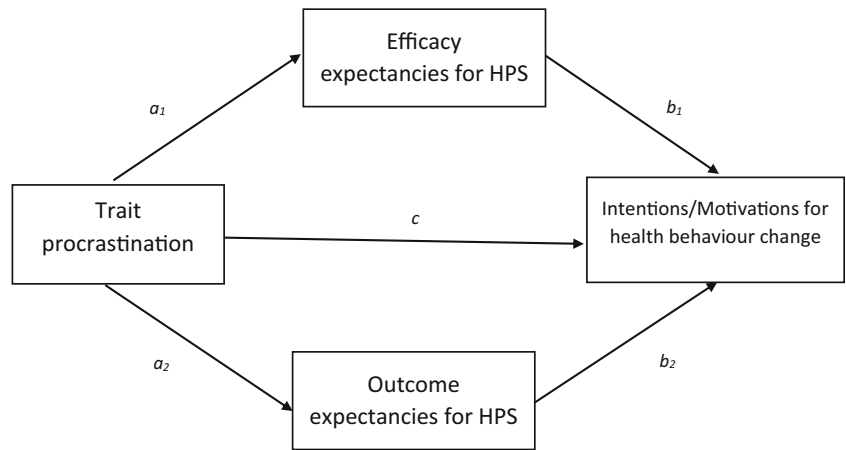 Efficacy
expectancies for HPS
a₁
b₁
Trait
procrastination
c
Intentions/Motivations for
health behaviour change
a₂
b₂
Outcome
expectancies for HPS